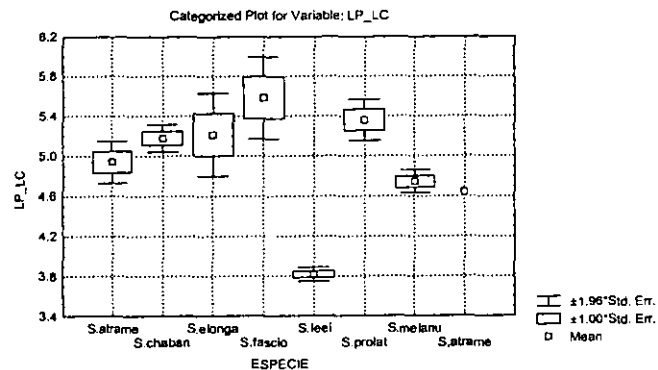 Categorized Plot for Variable: LP_LC
6.2
5.8
5.4
5.0
4.6
4.2
3.8
3.4
LP_LC
S.atrame S.elonga S.leei S.melanu
S.chaban S.fascio S.prolat S,atrame
ESPÉCIE
±1.96*Std. Err.
±1.00*Std. Err.
Mean